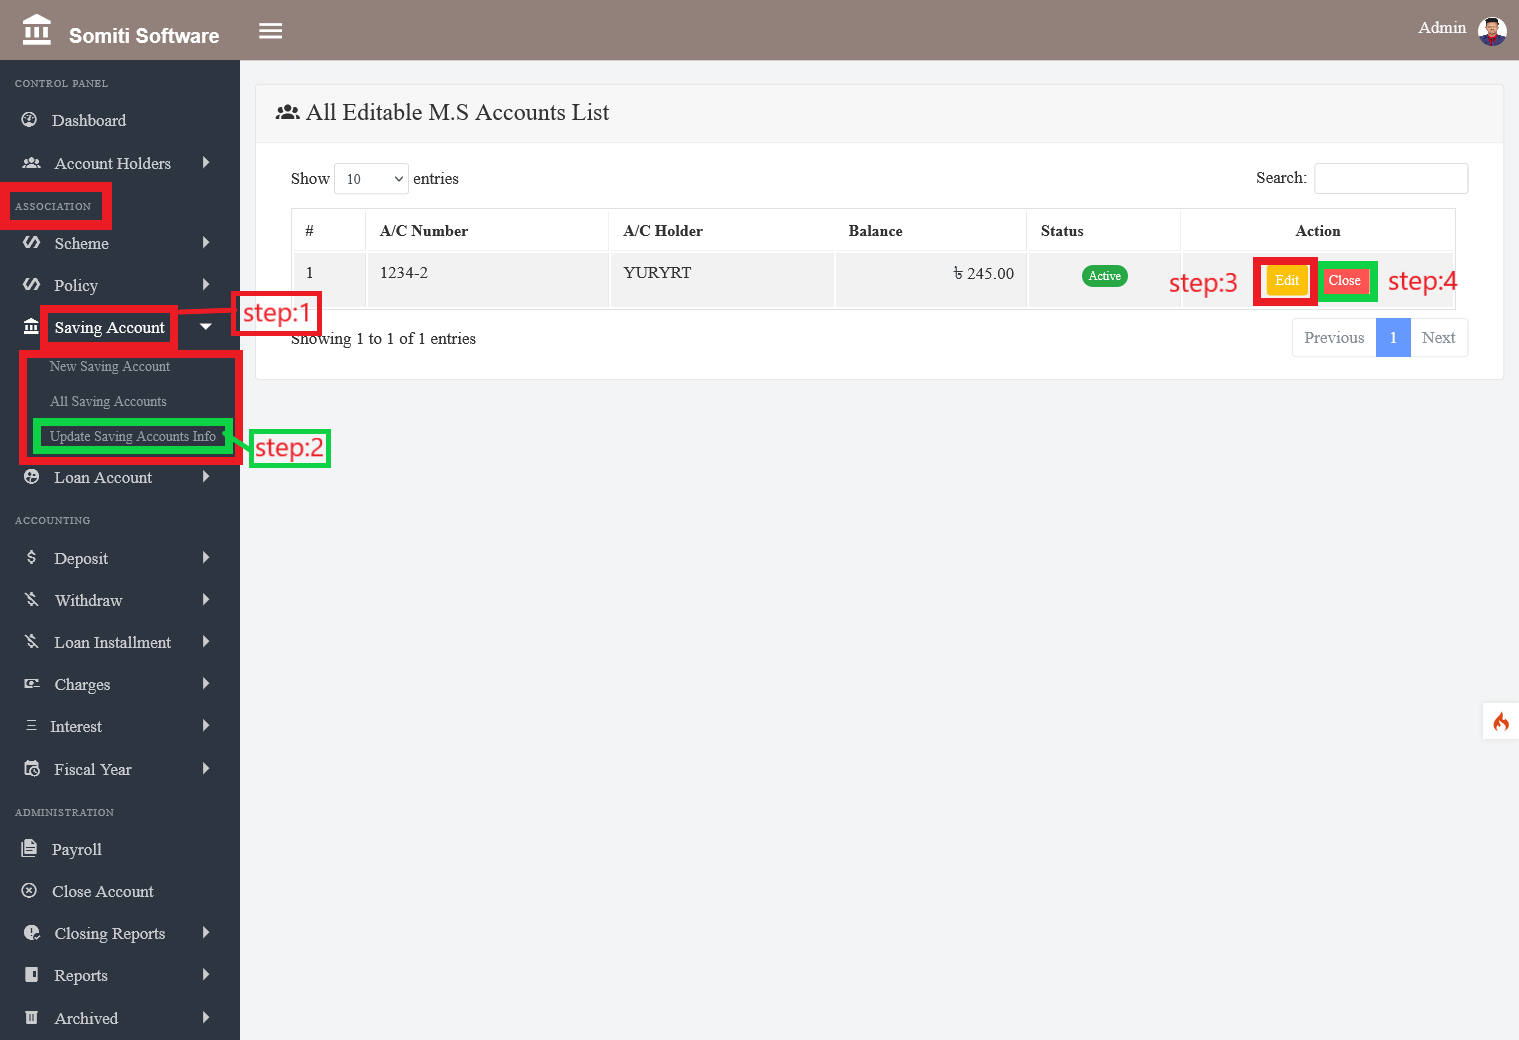 Somiti Software
Admin
CONTROL PANEL
Dashboard
Account Holders
ASSOCIATION
Scheme
Policy
Saving Account
step:1
New Saving Account
All Saving Accounts
Update Saving Accounts Info
step:2
Loan Account
ACCOUNTING
Deposit
Withdraw
Loan Installment
Charges
Interest
Fiscal Year
ADMINISTRATION
Payroll
Close Account
Closing Reports
Reports
Archived
All Editable M.S Accounts List
Show 10 entries
Search:
# A/C Number A/C Holder Balance Status Action
1 1234-2 YURYRT ৳ 245.00 Active step:3 Edit Close step:4
Showing 1 to 1 of 1 entries
Previous 1 Next